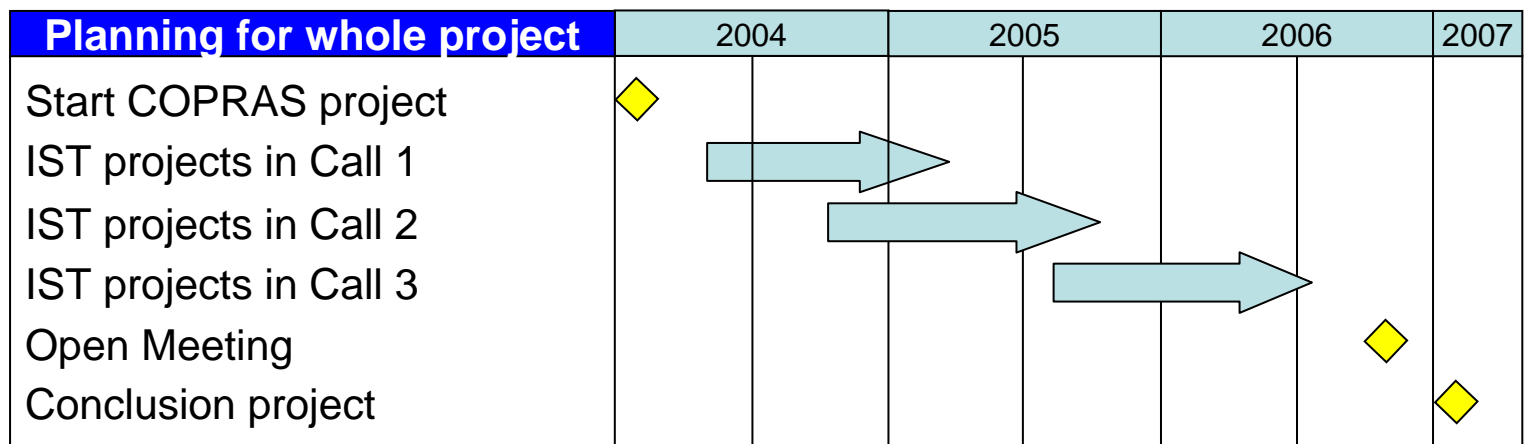 Planning for whole project 2004 2005 2006 2007
Start COPRAS project
IST projects in Call 1
IST projects in Call 2
IST projects in Call 3
Open Meeting
Conclusion project